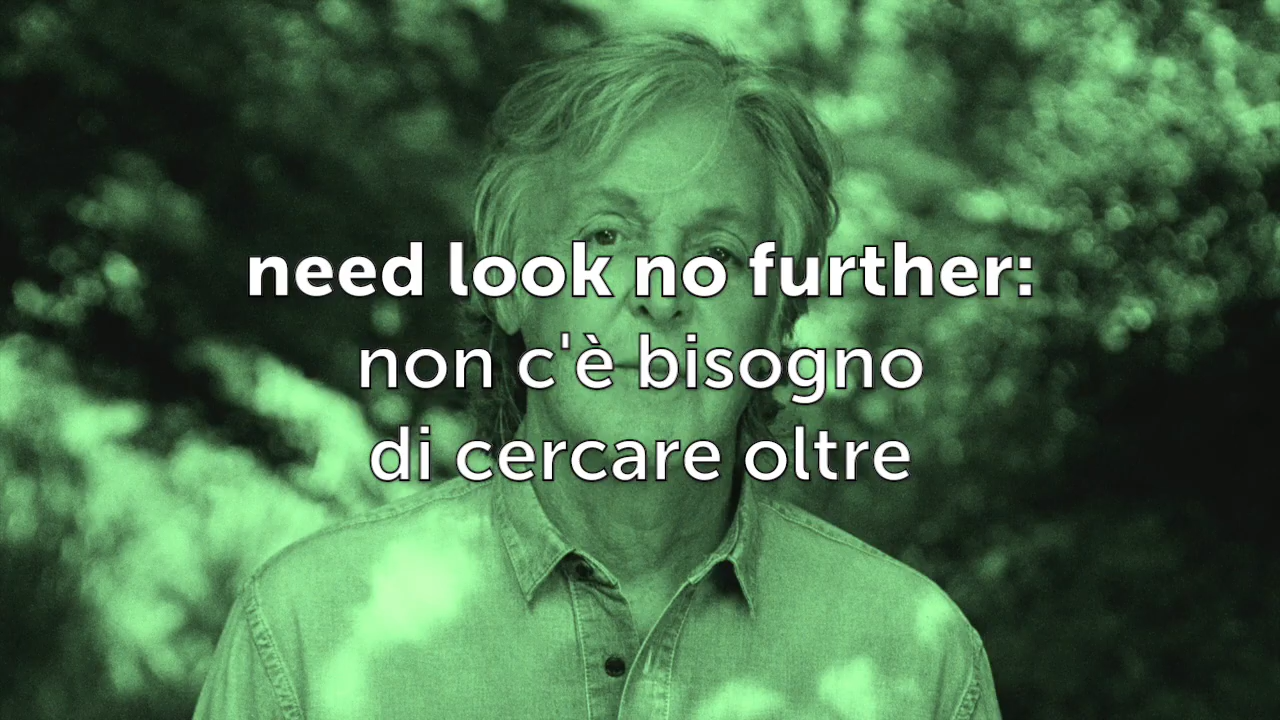 need look no further:
non c'è bisogno
di cercare oltre